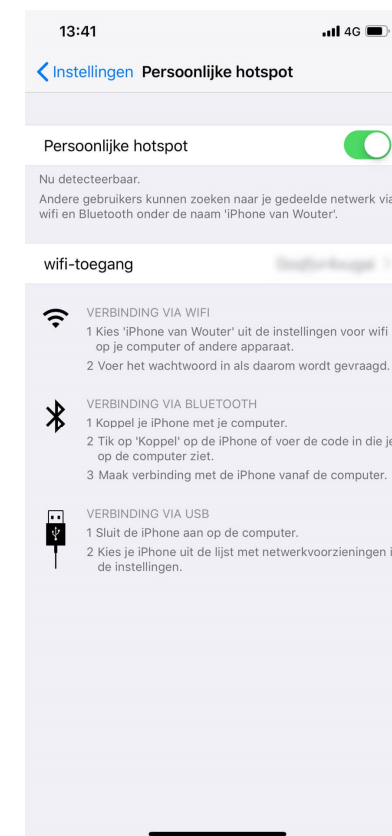 13:41
4G
Instellingen Persoonlijke hotspot
Persoonlijke hotspot
Nu detecteerbaar.
Andere gebruikers kunnen zoeken naar je gedeelde netwerk via
wifi en Bluetooth onder de naam 'iPhone van Wouter'.
wifi-toegang
VERBINDING VIA WIFI
1 Kies 'iPhone van Wouter' uit de instellingen voor wifi
op je computer of andere apparaat.
2 Voer het wachtwoord in als daarom wordt gevraagd.
VERBINDING VIA BLUETOOTH
1 Koppel je iPhone met je computer.
2 Tik op 'Koppel' op de iPhone of voer de code in die je
op de computer ziet.
3 Maak verbinding met de iPhone vanaf de computer.
VERBINDING VIA USB
1 Sluit de iPhone aan op de computer.
2 Kies je iPhone uit de lijst met netwerkvoorzieningen
de instellingen.